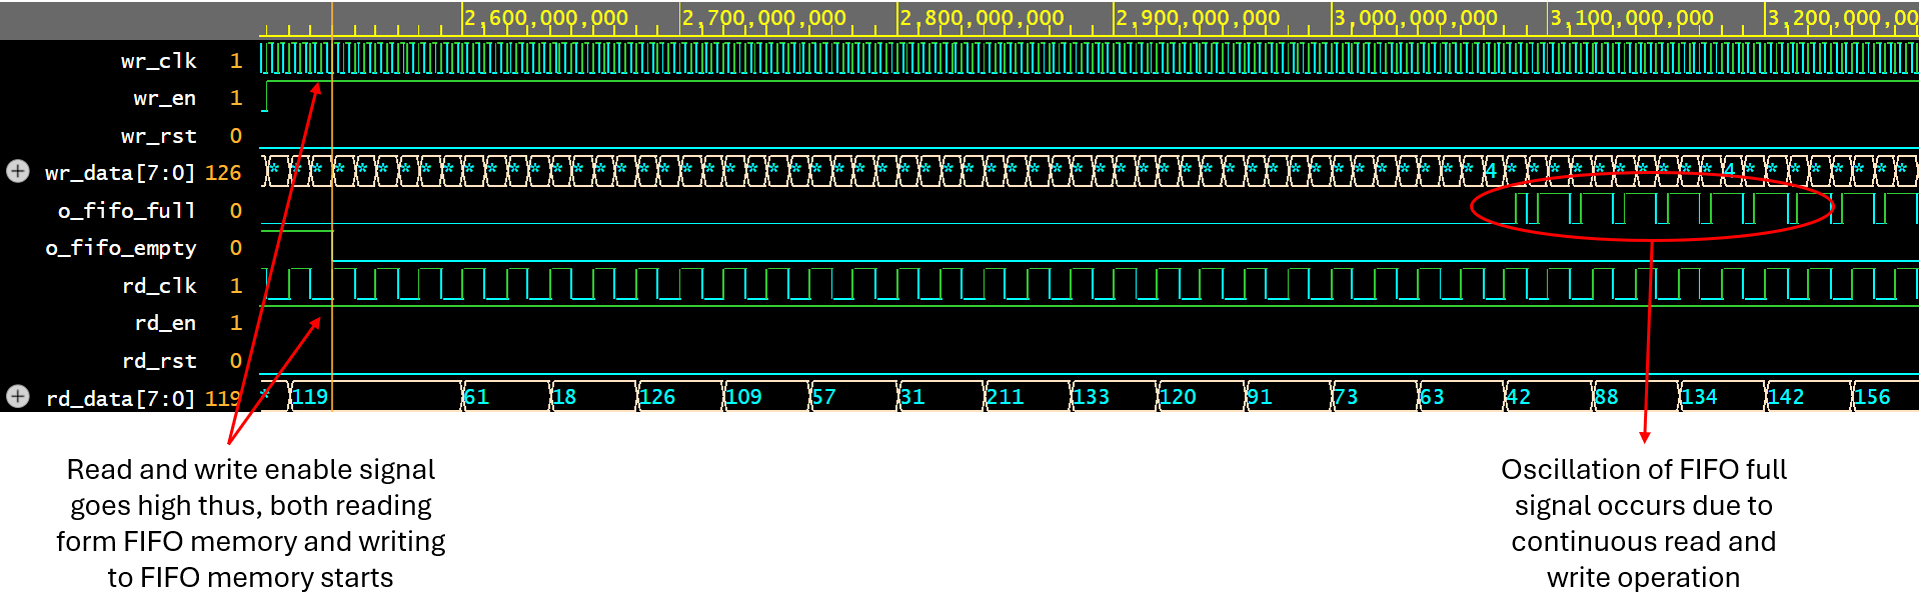 2,600,000,000 2,700,000,000 2,800,000,000 2,900,000,000 3,000,000,000 3,100,000,000 3,200,000,00
wr_clk 1
wr_en 1
wr_rst 0
+ wr_data[7:0] 126 * * * * * * * * * * * * * * * * * * * * * * * * * * * * * * * * * * * * * * * * * * * * * * * * * * * * * * * * 4 * * * * * * * * * * 4 * * * * * * * *
o_fifo_full 0
o_fifo_empty 0
rd_clk 1
rd_en 1
rd_rst 0
+ rd_data[7:0] 119 * 119 61 18 126 109 57 31 211 133 120 91 73 63 42 88 134 142 156
Read and write enable signal
goes high thus, both reading
form FIFO memory and writing
to FIFO memory starts
Oscillation of FIFO full
signal occurs due to
continuous read and
write operation